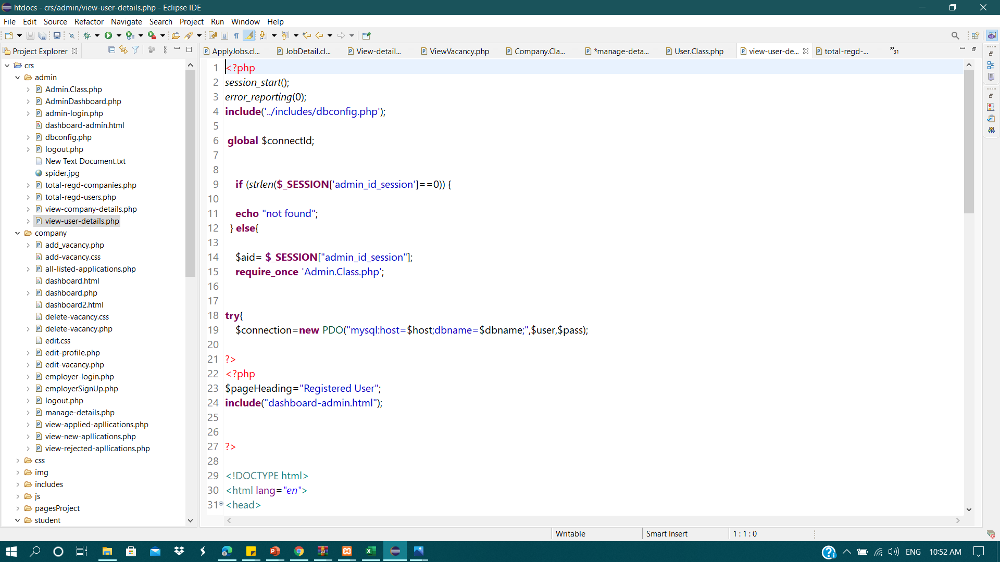 htdocs - crs/admin/view-user-details.php - Eclipse IDE
File Edit Source Refactor Navigate Search Project Run Window Help
Project Explorer
ApplyJobs.cl... JobDetail.cl... View-detail... ViewVacancy.php Company.Cla... *manage-deta... User.Class.php view-user-de... total-regd-... »31
crs
admin
Admin.Class.php
AdminDashboard.php
admin-login.php
dashboard-admin.html
dbconfig.php
logout.php
New Text Document.txt
spider.jpg
total-regd-companies.php
total-regd-users.php
view-company-details.php
view-user-details.php
company
add_vacancy.php
add-vacancy.css
all-listed-applications.php
dashboard.html
dashboard.php
dashboard2.html
delete-vacancy.css
delete-vacancy.php
edit.css
edit-profile.php
edit-vacancy.php
employer-login.php
employerSignUp.php
logout.php
manage-details.php
view-applied-apllications.php
view-new-apllications.php
view-rejected-apllications.php
css
img
includes
js
pagesProject
student
1 <?php
2 session_start();
3 error_reporting(0);
4 include('../includes/dbconfig.php');
5
6 global $connectId;
7
8
9 if (strlen($_SESSION['admin_id_session']==0)) {
10
11 echo "not found";
12 } else{
13
14 $aid= $_SESSION["admin_id_session"];
15 require_once 'Admin.Class.php';
16
17
18 try{
19 $connection=new PDO("mysql:host=$host;dbname=$dbname;",$user,$pass);
20
21 ?>
22 <?php
23 $pageHeading="Registered User";
24 include("dashboard-admin.html");
25
26
27 ?>
28
29 <!DOCTYPE html>
30 <html lang="en">
31 <head>
Writable Smart Insert 1 : 1 : 0
ENG 10:52 AM